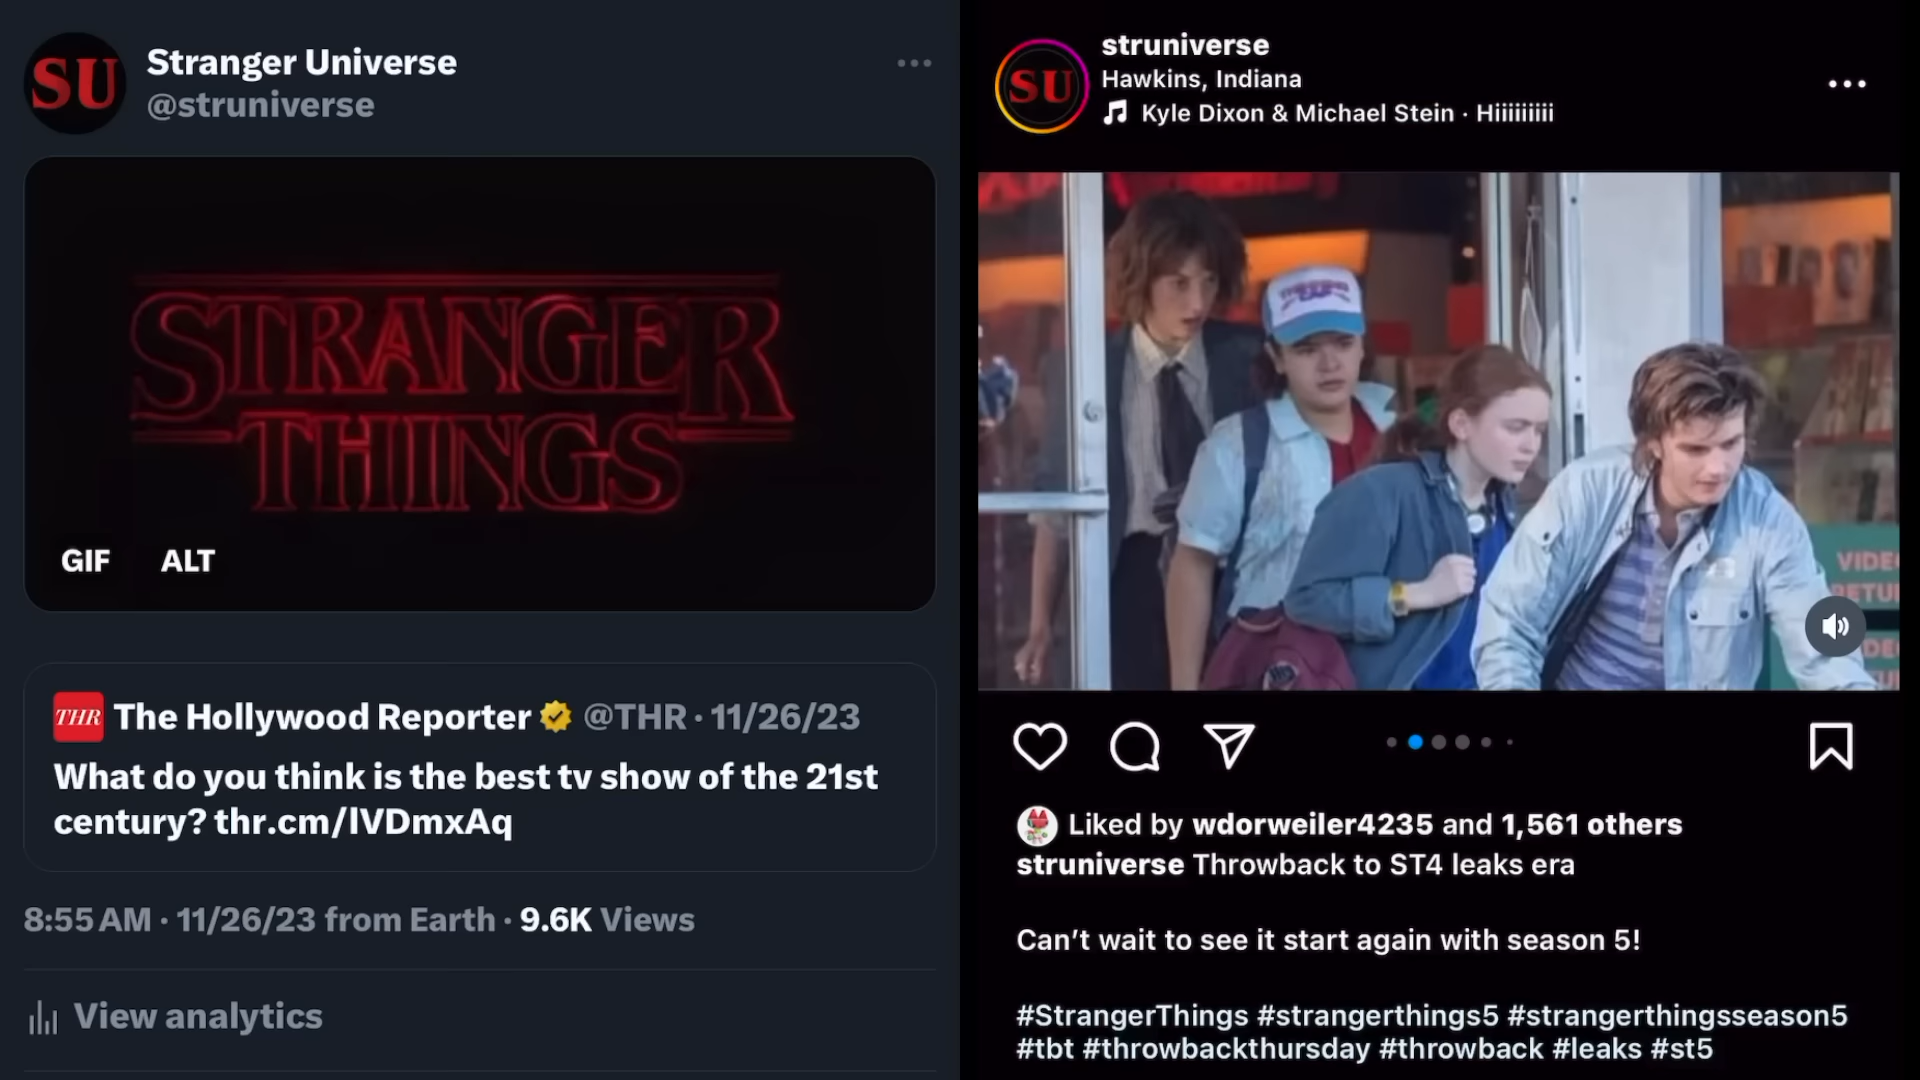 SU
Stranger Universe
@struniverse
STRANGER
THINGS
GIF ALT
THR The Hollywood Reporter @THR · 11/26/23
What do you think is the best tv show of the 21st
century? thr.cm/lVDmxAq
8:55 AM · 11/26/23 from Earth · 9.6K Views
View analytics
SU
struniverse
Hawkins, Indiana
Kyle Dixon & Michael Stein · Hiiiiiiiii
VIDEO
RETU
Liked by wdorweiler4235 and 1,561 others
struniverse Throwback to ST4 leaks era
Can’t wait to see it start again with season 5!
#StrangerThings #strangerthings5 #strangerthingsseason5
#tbt #throwbackthursday #throwback #leaks #st5